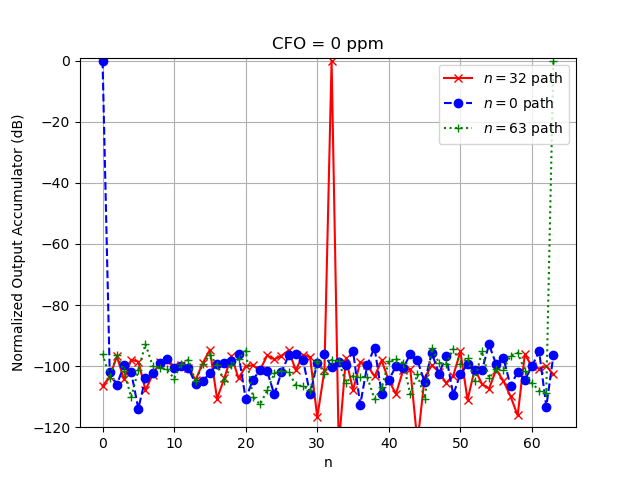 CFO = 0 ppm
Normalized Output Accumulator (dB)
0
−20
−40
−60
−80
−100
−120
n = 32 path
n = 0 path
n = 63 path
0 10 20 30 40 50 60
n